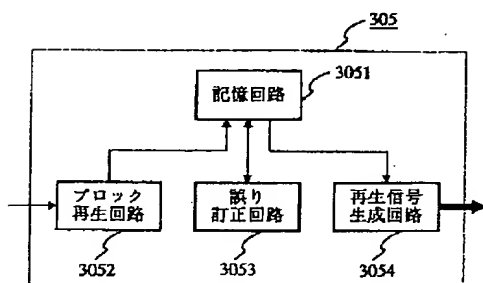 305
3051
記憶回路
ブロック
再生回路
誤り
訂正回路
再生信号
生成回路
3052
3053
3054